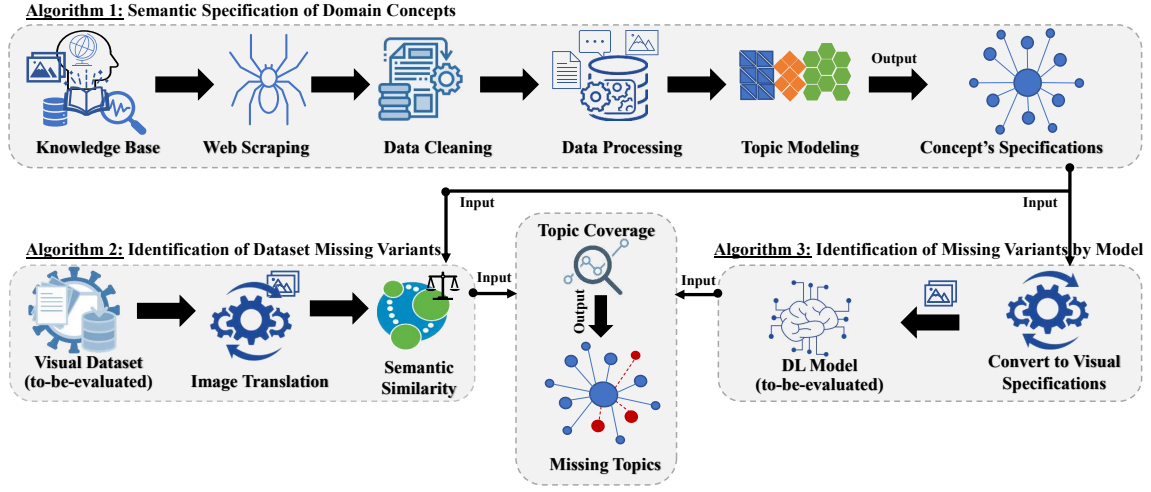 Algorithm 1: Semantic Specification of Domain Concepts
Output
Knowledge Base
Web Scraping
Data Cleaning
Data Processing
Topic Modeling
Concept's Specifications
Input
Input
Algorithm 2: Identification of Dataset Missing Variants
Visual Dataset
(to-be-evaluated)
Image Translation
Semantic
Similarity
Input
Topic Coverage
Output
Missing Topics
Input
Algorithm 3: Identification of Missing Variants by Model
DL Model
(to-be-evaluated)
Convert to Visual
Specifications